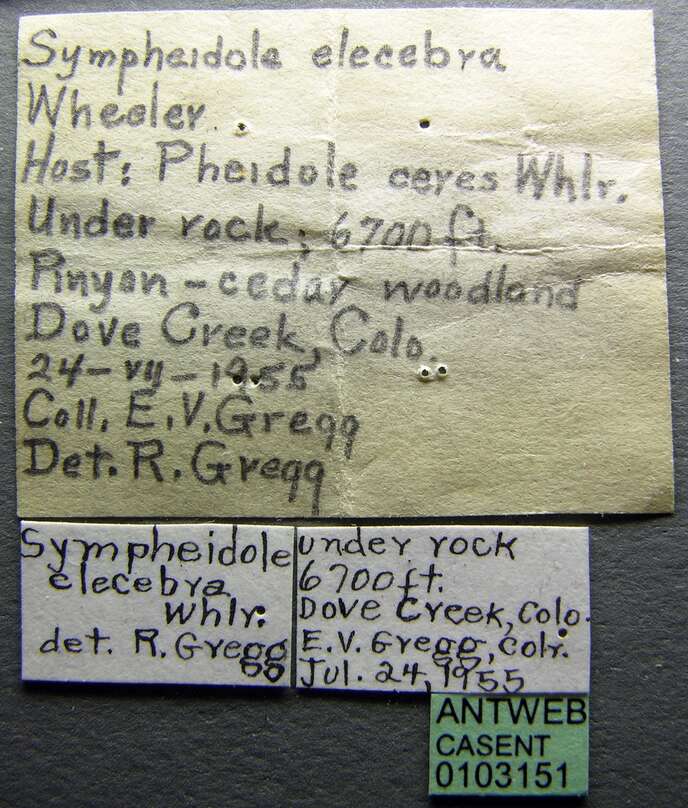 Sympheidole elecebra
Wheeler
Host: Pheidole ceres Whlr.
Under rock; 6700 ft.
Pinyon - cedar woodland
Dove Creek, Colo.
24-vii-1955
Coll. E.V. Gregg
Det. R. Gregg
Sympheidole
elecebra
Whlr.
det. R. Gregg
under rock
6700ft.
Dove Creek, Colo.
E.V. Gregg, Colr.
Jul. 24, 1955
ANTWEB
CASENT
0103151